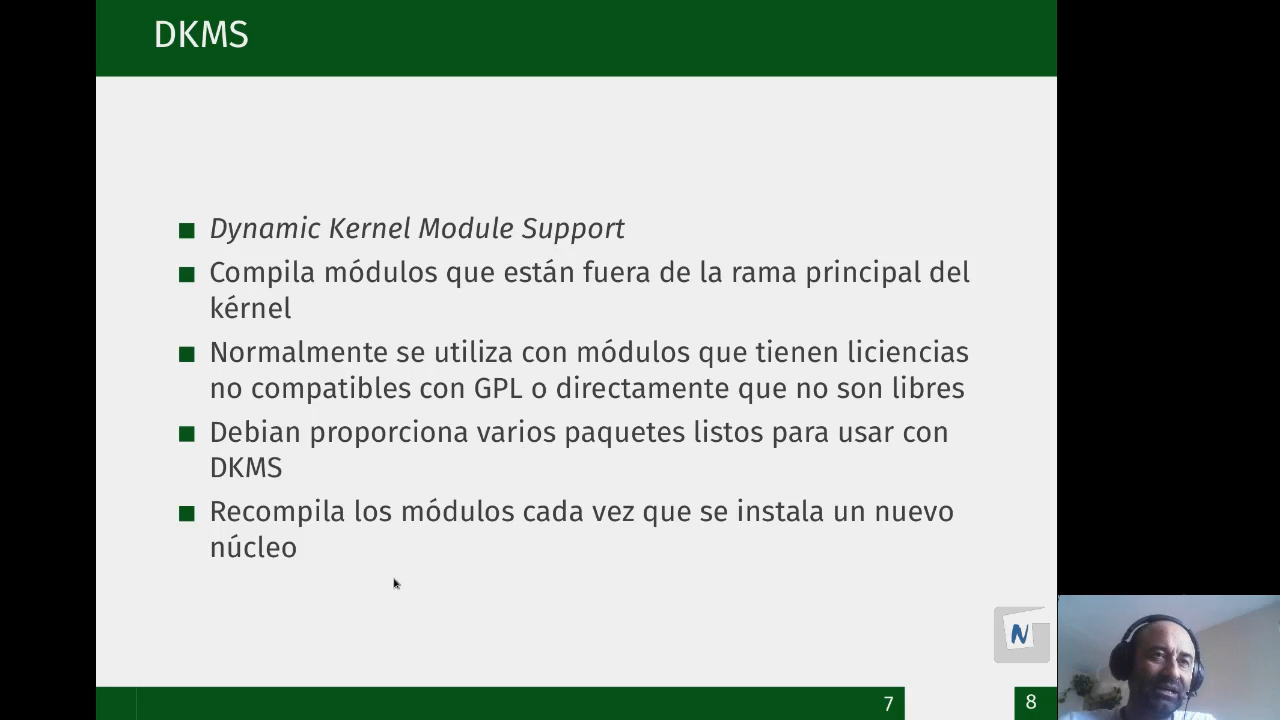 DKMS
■ Dynamic Kernel Module Support
■ Compila módulos que están fuera de la rama principal del
kérnel
■ Normalmente se utiliza con módulos que tienen liciencias
no compatibles con GPL o directamente que no son libres
■ Debian proporciona varios paquetes listos para usar con
DKMS
■ Recompila los módulos cada vez que se instala un nuevo
núcleo
N
7
8